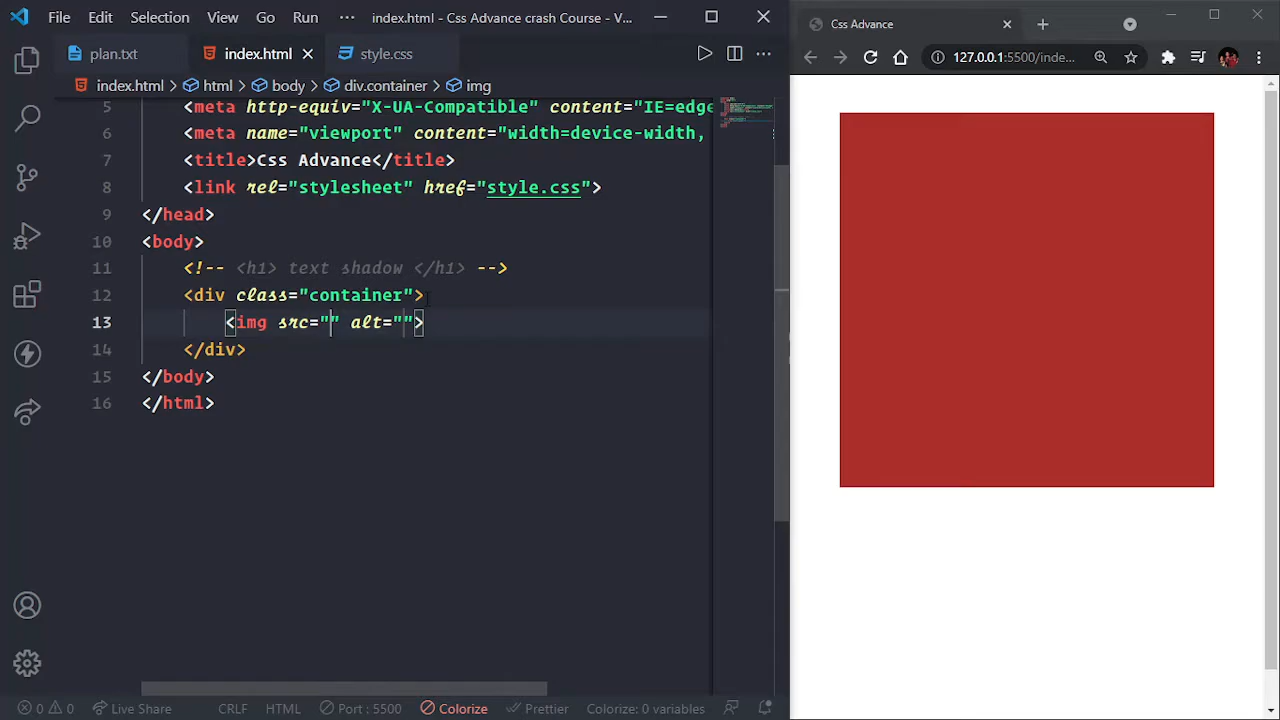 File Edit Selection View Go Run ··· index.html - Css Advance crash Course - V...
plan.txt index.html style.css
index.html > html > body > div.container > img
5 <meta http-equiv="X-UA-Compatible" content="IE=edge
6 <meta name="viewport" content="width=device-width,
7 <title>Css Advance</title>
8 <link rel="stylesheet" href="style.css">
9 </head>
10 <body>
11 <!-- <h1> text shadow </h1> -->
12 <div class="container">
13 <img src="" alt="">
14 </div>
15 </body>
16 </html>
0 0 Live Share CRLF HTML Port : 5500 Colorize Prettier Colorize: 0 variables
Css Advance
127.0.0.1:5500/inde...